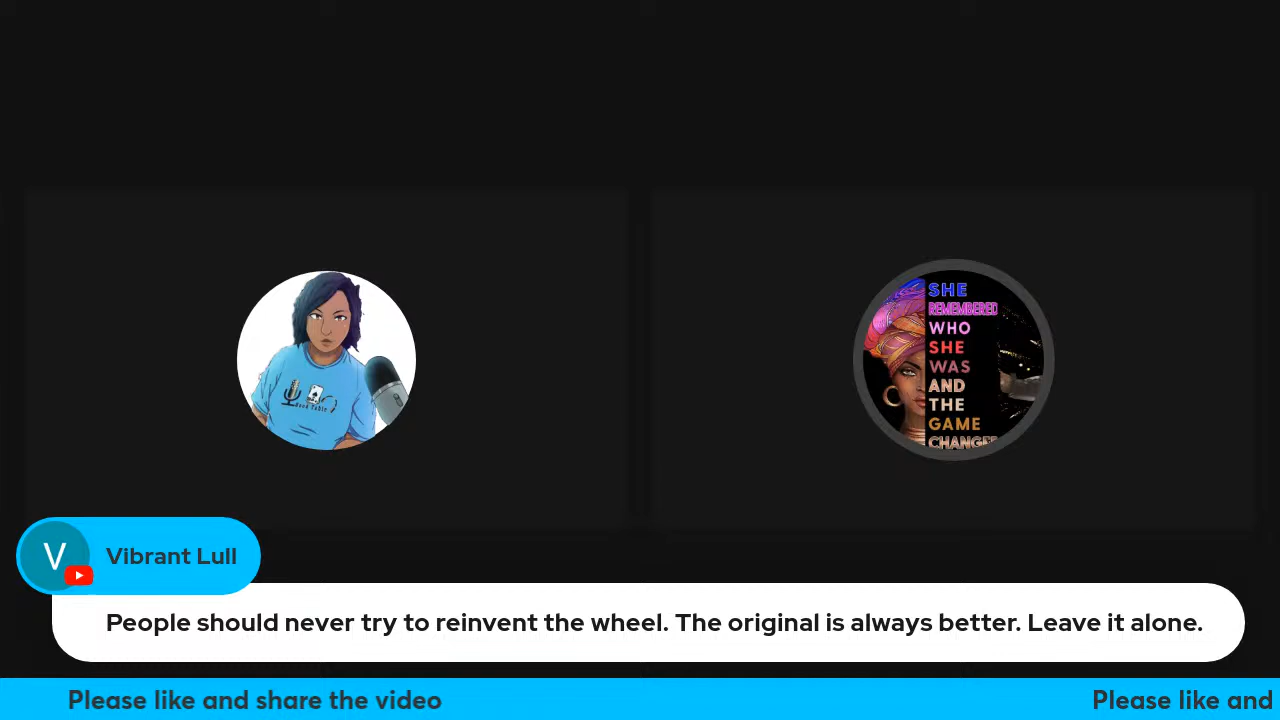 SHE
REMEMBERED
WHO
SHE
WAS
AND
THE
GAME
V
Vibrant Lull
People should never try to reinvent the wheel. The original is always better. Leave it alone.
Please like and share the video
Please like and